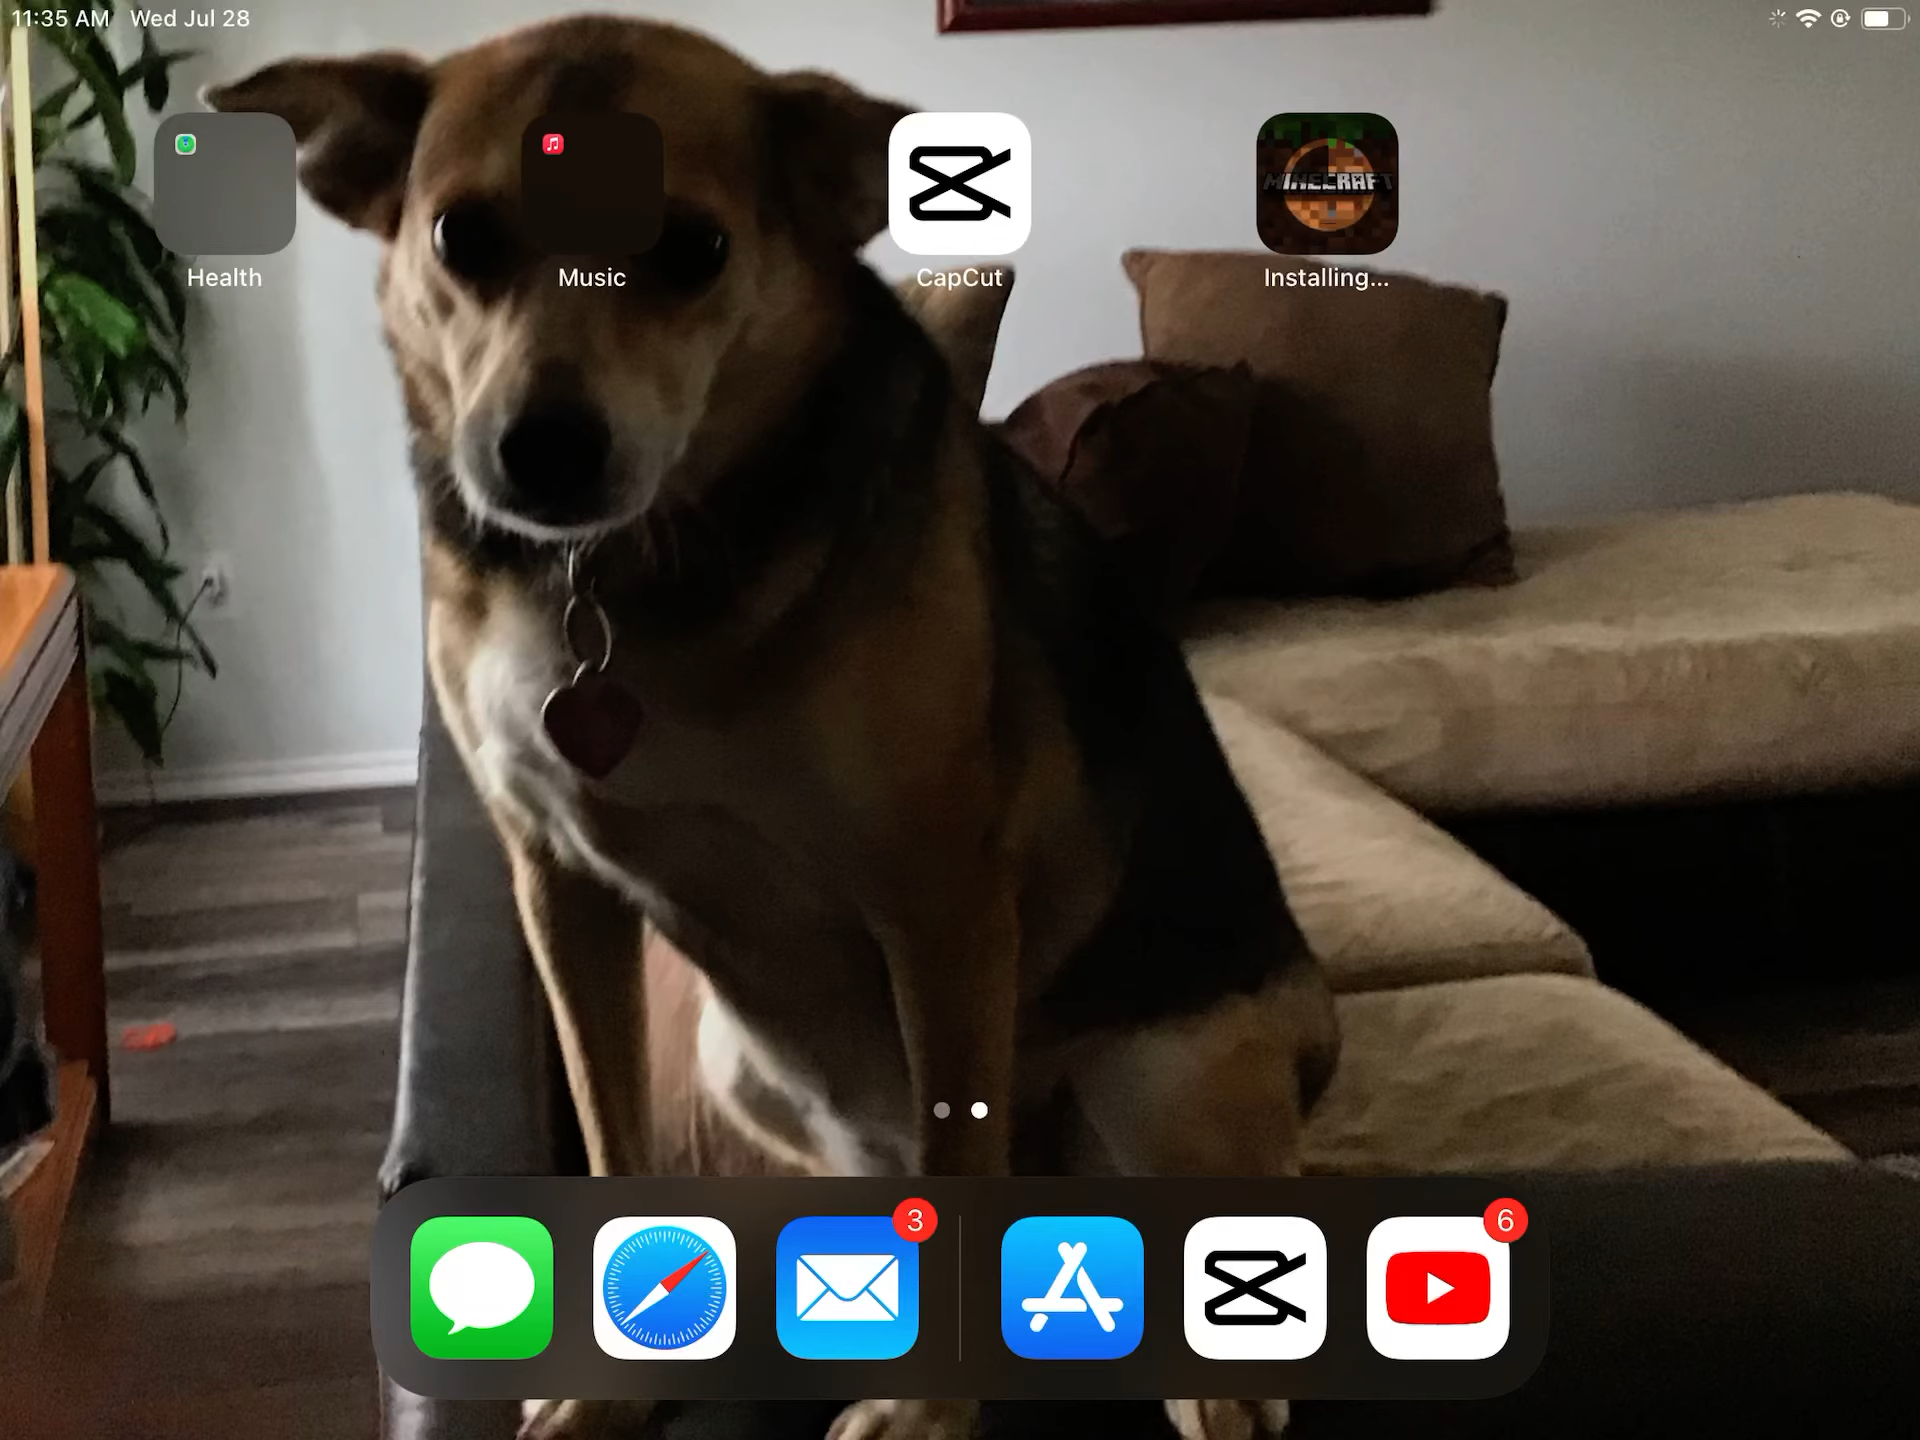 11:35 AM Wed Jul 28
Health
Music
CapCut
MINECRAFT
Installing...
3
6